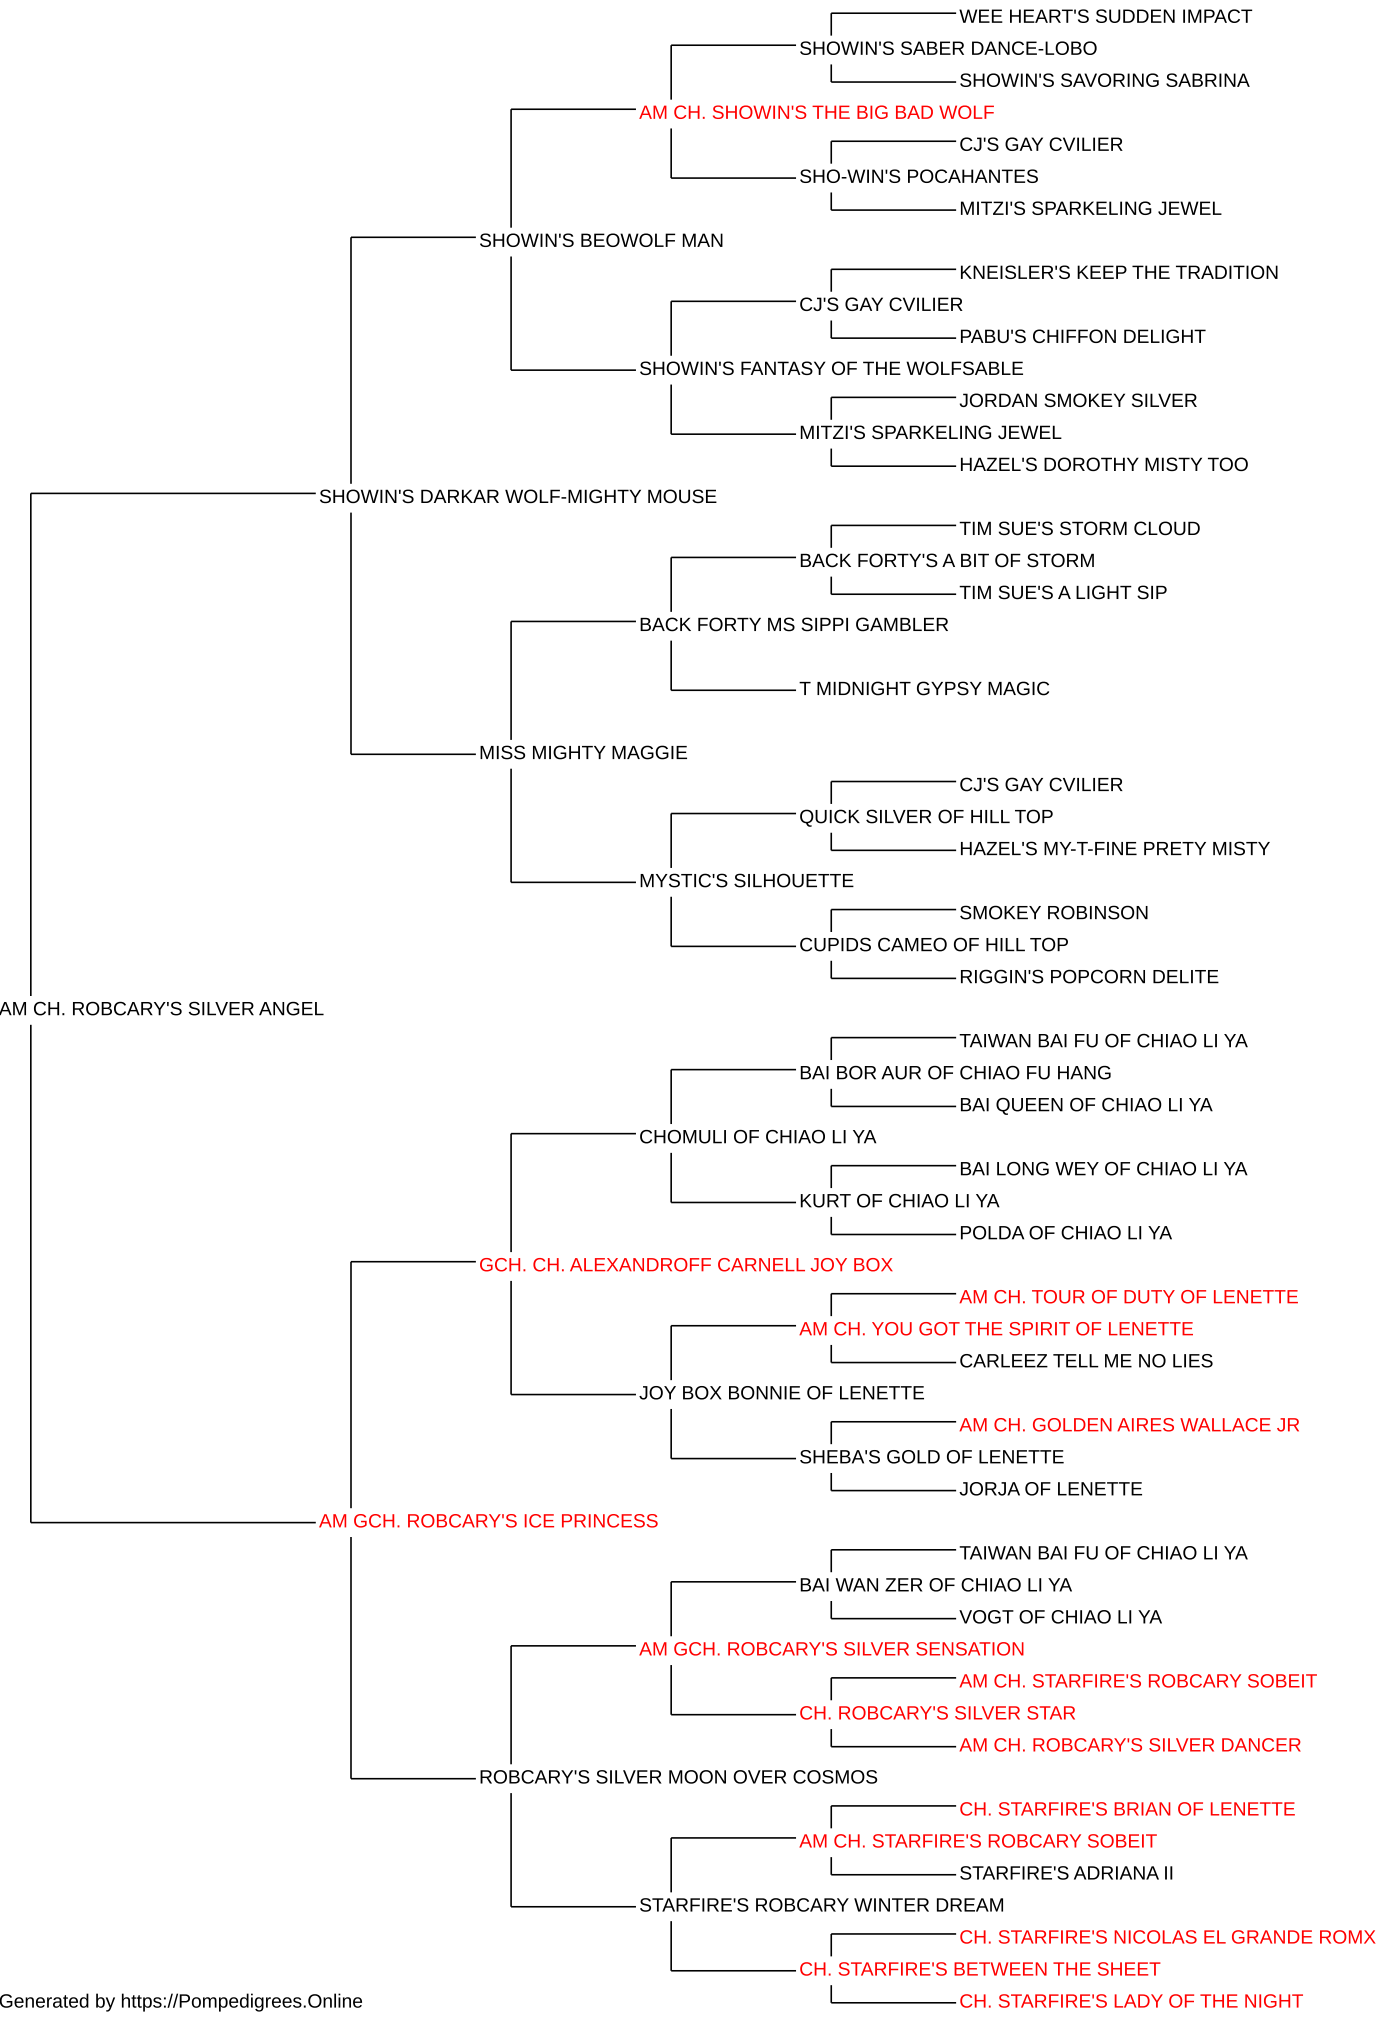 WEE HEART'S SUDDEN IMPACT
SHOWIN'S SABER DANCE-LOBO
SHOWIN'S SAVORING SABRINA
AM CH. SHOWIN'S THE BIG BAD WOLF
CJ'S GAY CVILIER
SHO-WIN'S POCAHANTES
MITZI'S SPARKELING JEWEL
SHOWIN'S BEOWOLF MAN
KNEISLER'S KEEP THE TRADITION
CJ'S GAY CVILIER
PABU'S CHIFFON DELIGHT
SHOWIN'S FANTASY OF THE WOLFSABLE
JORDAN SMOKEY SILVER
MITZI'S SPARKELING JEWEL
HAZEL'S DOROTHY MISTY TOO
SHOWIN'S DARKAR WOLF-MIGHTY MOUSE
TIM SUE'S STORM CLOUD
BACK FORTY'S A BIT OF STORM
TIM SUE'S A LIGHT SIP
BACK FORTY MS SIPPI GAMBLER
T MIDNIGHT GYPSY MAGIC
MISS MIGHTY MAGGIE
CJ'S GAY CVILIER
QUICK SILVER OF HILL TOP
HAZEL'S MY-T-FINE PRETY MISTY
MYSTIC'S SILHOUETTE
SMOKEY ROBINSON
CUPIDS CAMEO OF HILL TOP
RIGGIN'S POPCORN DELITE
AM CH. ROBCARY'S SILVER ANGEL
TAIWAN BAI FU OF CHIAO LI YA
BAI BOR AUR OF CHIAO FU HANG
BAI QUEEN OF CHIAO LI YA
CHOMULI OF CHIAO LI YA
BAI LONG WEY OF CHIAO LI YA
KURT OF CHIAO LI YA
POLDA OF CHIAO LI YA
GCH. CH. ALEXANDROFF CARNELL JOY BOX
AM CH. TOUR OF DUTY OF LENETTE
AM CH. YOU GOT THE SPIRIT OF LENETTE
CARLEEZ TELL ME NO LIES
JOY BOX BONNIE OF LENETTE
AM CH. GOLDEN AIRES WALLACE JR
SHEBA'S GOLD OF LENETTE
JORJA OF LENETTE
AM GCH. ROBCARY'S ICE PRINCESS
TAIWAN BAI FU OF CHIAO LI YA
BAI WAN ZER OF CHIAO LI YA
VOGT OF CHIAO LI YA
AM GCH. ROBCARY'S SILVER SENSATION
AM CH. STARFIRE'S ROBCARY SOBEIT
CH. ROBCARY'S SILVER STAR
AM CH. ROBCARY'S SILVER DANCER
ROBCARY'S SILVER MOON OVER COSMOS
CH. STARFIRE'S BRIAN OF LENETTE
AM CH. STARFIRE'S ROBCARY SOBEIT
STARFIRE'S ADRIANA II
STARFIRE'S ROBCARY WINTER DREAM
CH. STARFIRE'S NICOLAS EL GRANDE ROMX
CH. STARFIRE'S BETWEEN THE SHEET
CH. STARFIRE'S LADY OF THE NIGHT
Generated by https://Pompedigrees.Online